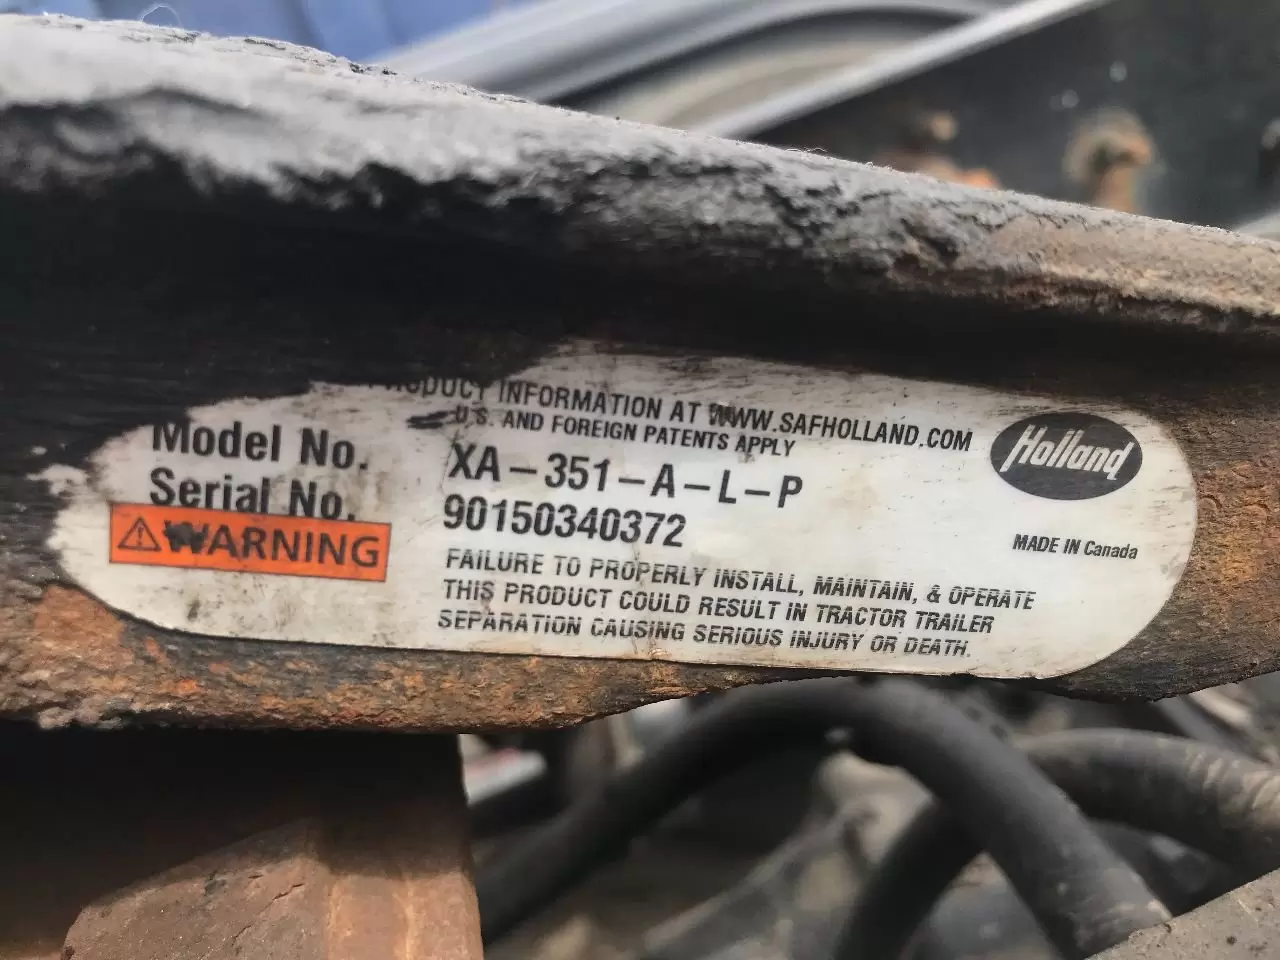 PRODUCT INFORMATION AT WWW.SAFHOLLAND.COM
U.S. AND FOREIGN PATENTS APPLY
Model No. XA-351-A-L-P
Serial No. 90150340372
Holland
WARNING
MADE IN Canada
FAILURE TO PROPERLY INSTALL, MAINTAIN, & OPERATE
THIS PRODUCT COULD RESULT IN TRACTOR TRAILER
SEPARATION CAUSING SERIOUS INJURY OR DEATH.